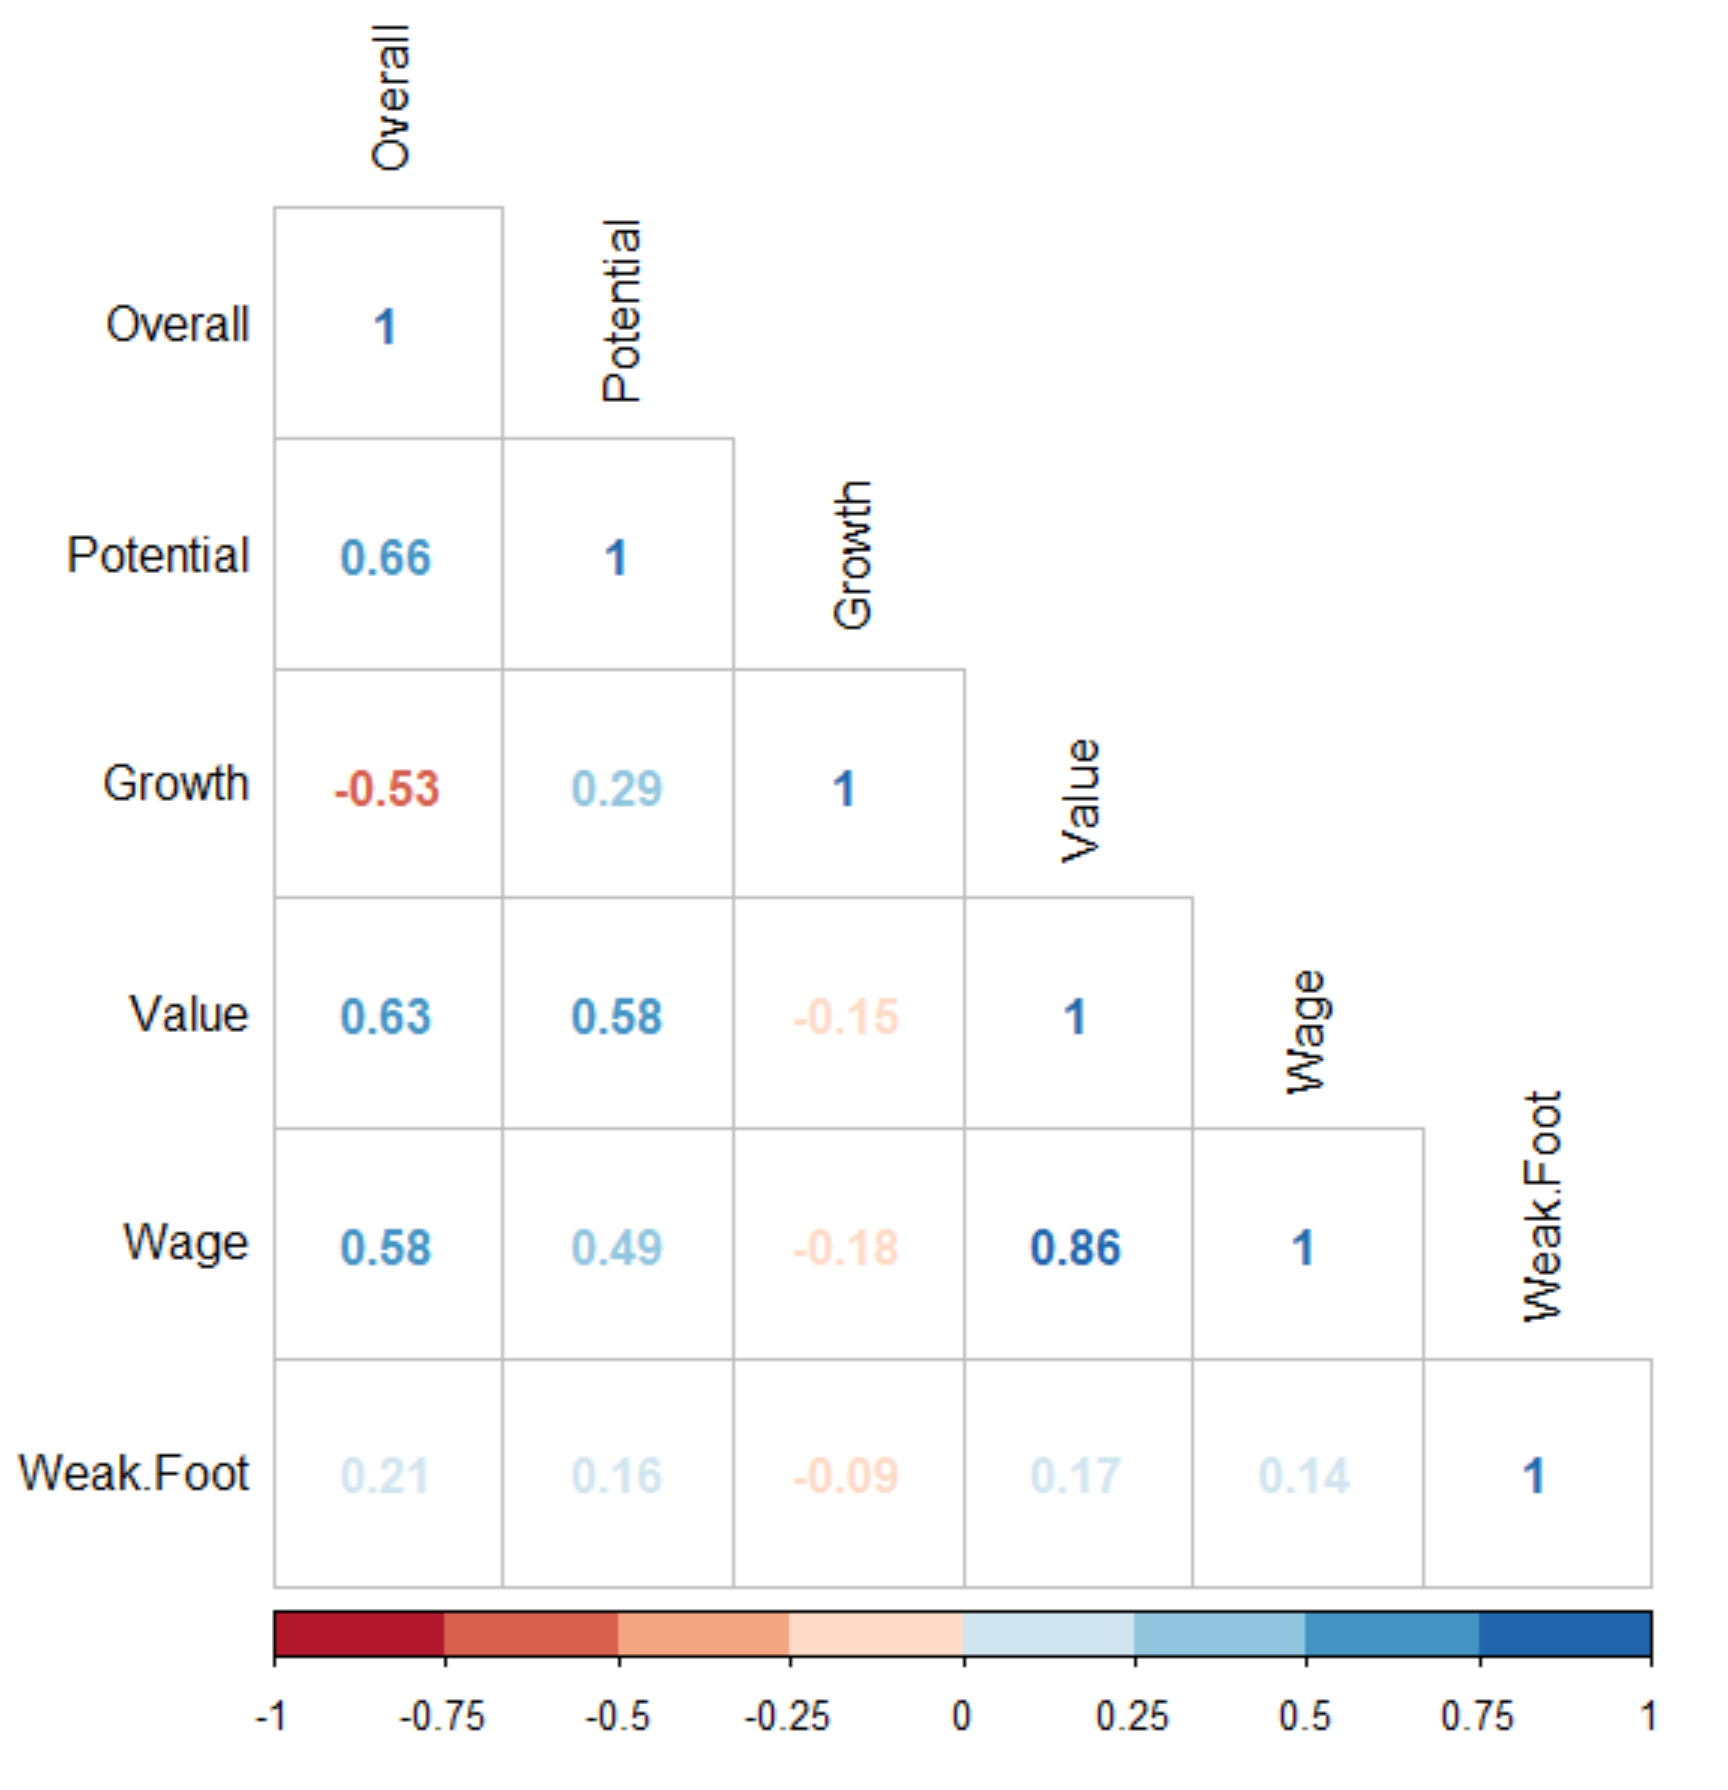 Overall
Overall 1 Potential
Potential 0.66 1 Growth
Growth -0.53 0.29 1 Value
Value 0.63 0.58 -0.15 1 Wage
Wage 0.58 0.49 -0.18 0.86 1 Weak.Foot
Weak.Foot 0.21 0.16 -0.09 0.17 0.14 1
-1 -0.75 -0.5 -0.25 0 0.25 0.5 0.75 1